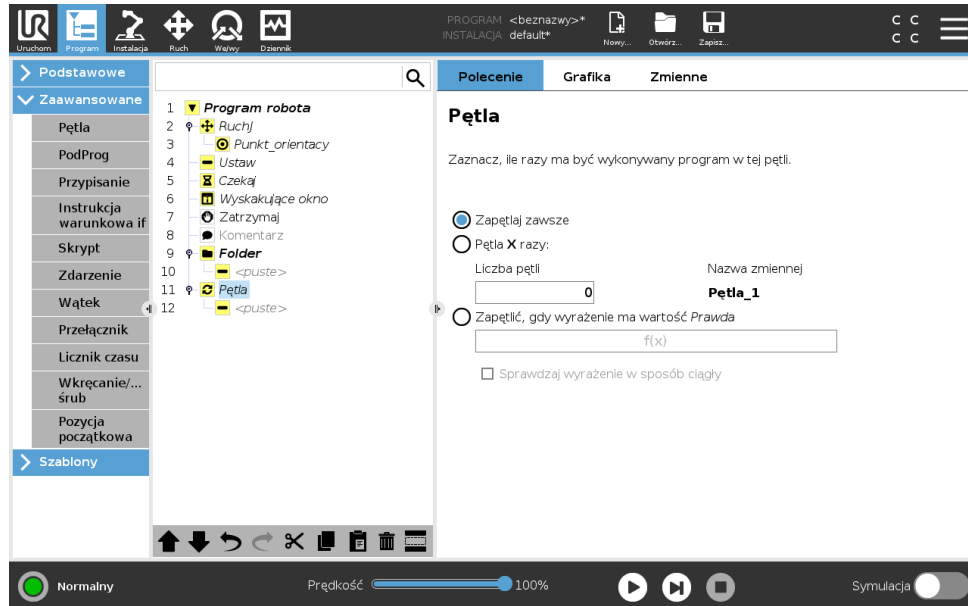 UR
PROGRAM <beznazwy>*
INSTALACJA default*
C C
C C
Uruchom Program Instalacja Ruch We/wy Dziennik Nowy... Otwórz... Zapisz...
Podstawowe
Zaawansowane
Pętla
PodProg
Przypisanie
Instrukcja
warunkowa if
Skrypt
Zdarzenie
Wątek
Przełącznik
Licznik czasu
Wkręcanie/...
śrub
Pozycja
początkowa
Szablony
1 Program robota
2 RuchJ
3 Punkt_orientacy
4 Ustaw
5 Czekaj
6 Wyskakujące okno
7 Zatrzymaj
8 Komentarz
9 Folder
10 <puste>
11 Pętla
12 <puste>
Polecenie Grafika Zmienne
Pętla
Zaznacz, ile razy ma być wykonywany program w tej pętli.
Zapętlaj zawsze
Pętla X razy:
Liczba pętli Nazwa zmiennej
0 Pętla_1
Zapętlić, gdy wyrażenie ma wartość Prawda
f(x)
Sprawdzaj wyrażenie w sposób ciągły
Normalny Prędkość 100% Symulacja